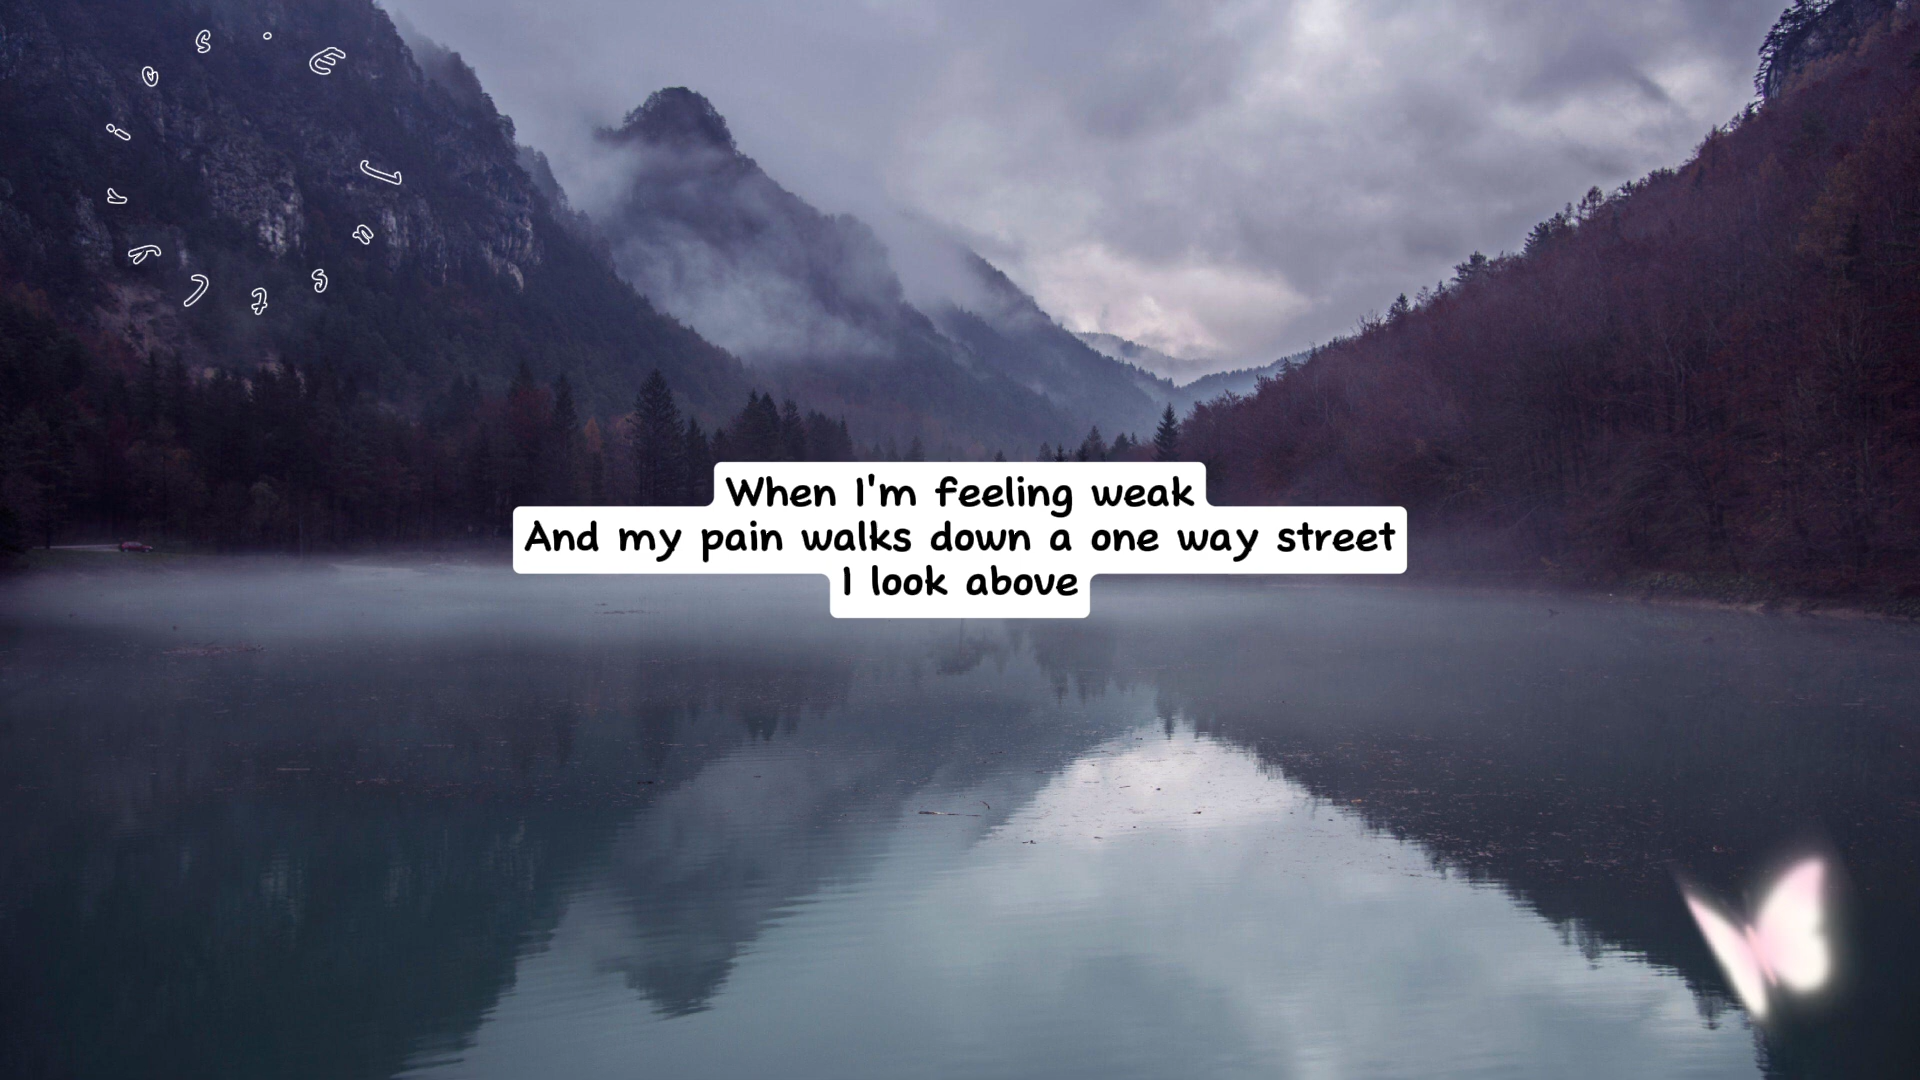 When I'm feeling weak
And my pain walks down a one way street
I look above